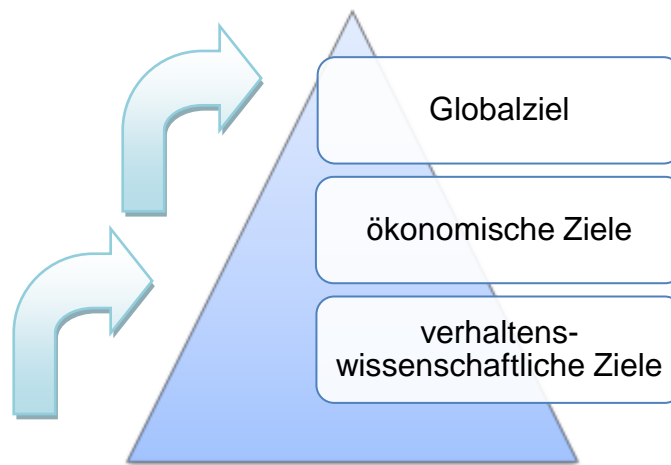 Globalziel
ökonomische Ziele
verhaltens-
wissenschaftliche Ziele